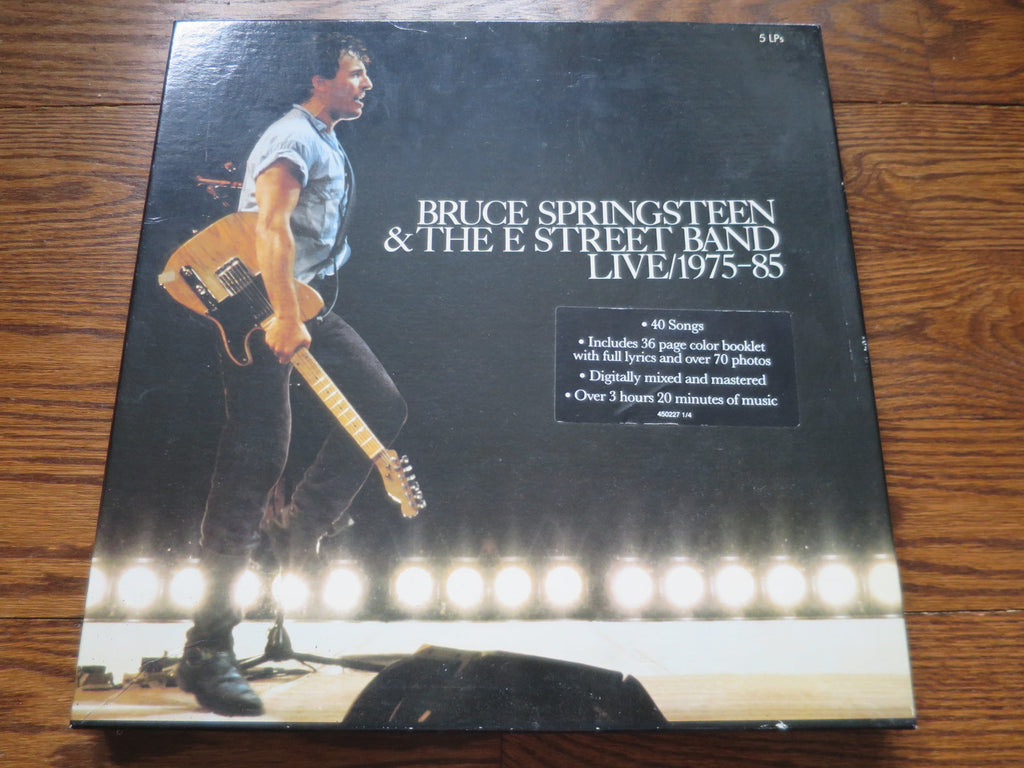 5 LPs
BRUCE SPRINGSTEEN
& THE E STREET BAND
LIVE/1975–85
• 40 Songs
• Includes 36 page color booklet
with full lyrics and over 70 photos
• Digitally mixed and mastered
• Over 3 hours 20 minutes of music
450227 1/4